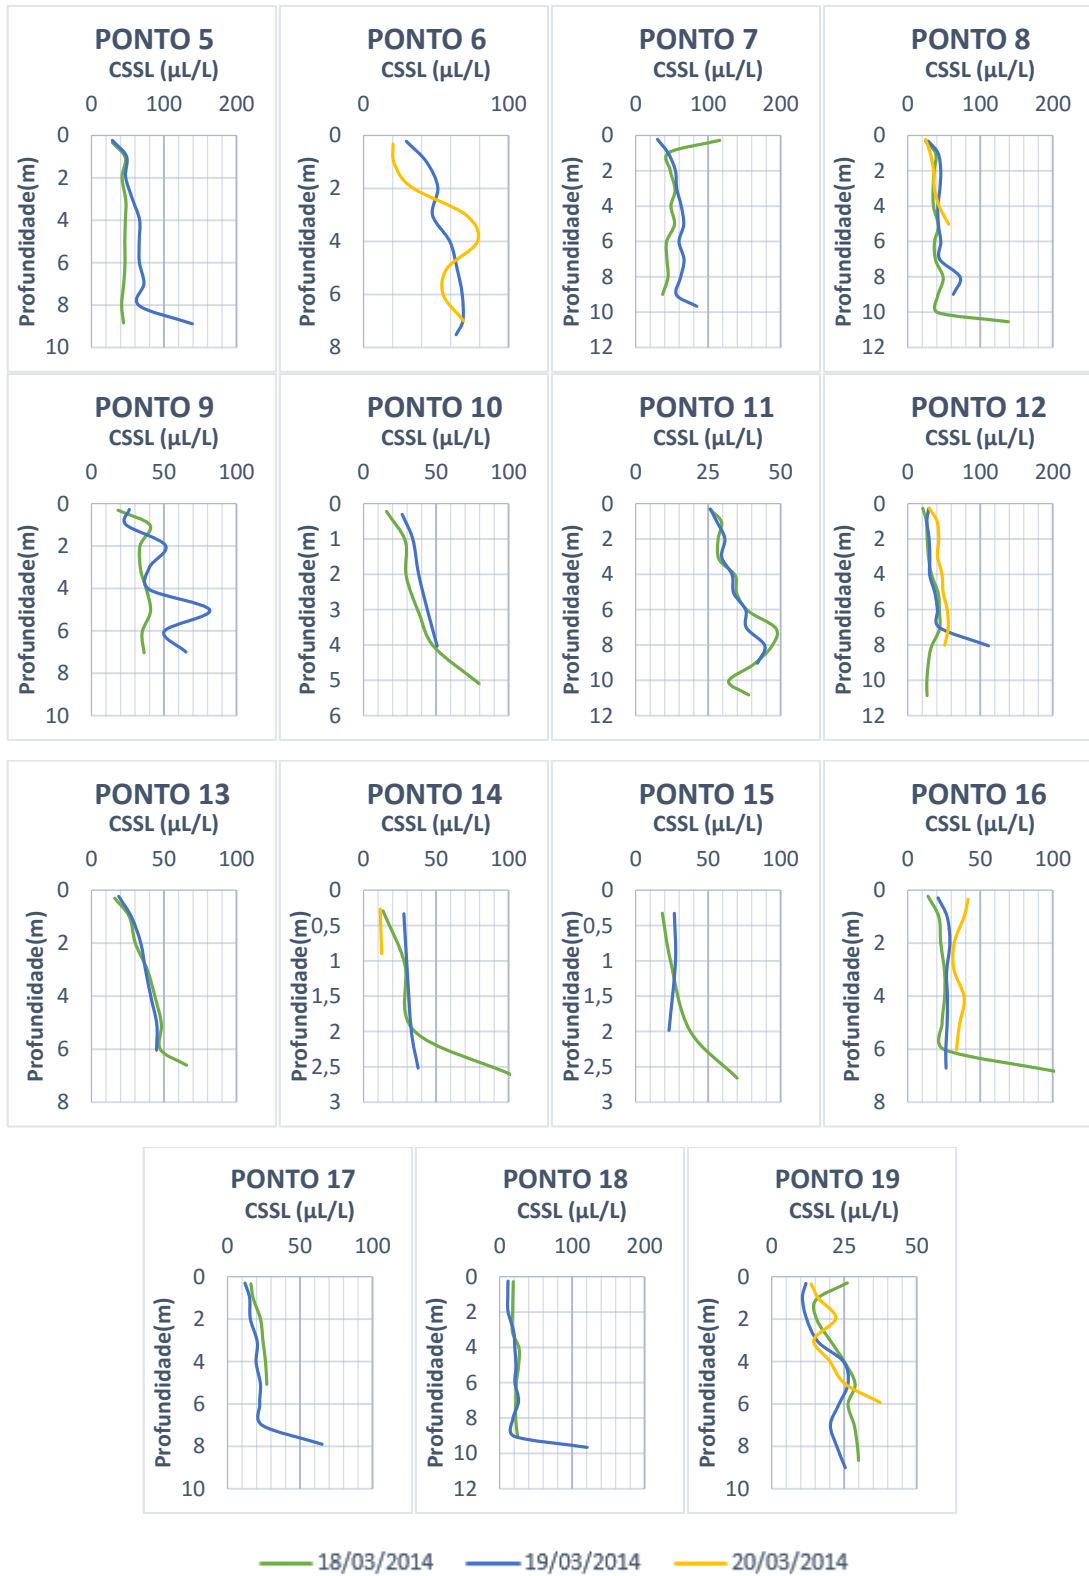 PONTO 5
CSSL (µL/L)
0 100 200
Profundidade(m)
0
2
4
6
8
10
PONTO 6
CSSL (µL/L)
0 100
Profundidade(m)
0
2
4
6
8
PONTO 7
CSSL (µL/L)
0 100 200
Profundidade(m)
0
2
4
6
8
10
12
PONTO 8
CSSL (µL/L)
0 100 200
Profundidade(m)
0
2
4
6
8
10
12
PONTO 9
CSSL (µL/L)
0 50 100
Profundidade(m)
0
2
4
6
8
10
PONTO 10
CSSL (µL/L)
0 50 100
Profundidade(m)
0
1
2
3
4
5
6
PONTO 11
CSSL (µL/L)
0 25 50
Profundidade(m)
0
2
4
6
8
10
12
PONTO 12
CSSL (µL/L)
0 100 200
Profundidade(m)
0
2
4
6
8
10
12
PONTO 13
CSSL (µL/L)
0 50 100
Profundidade(m)
0
2
4
6
8
PONTO 14
CSSL (µL/L)
0 50 100
Profundidade(m)
0
0,5
1
1,5
2
2,5
3
PONTO 15
CSSL (µL/L)
0 50 100
Profundidade(m)
0
0,5
1
1,5
2
2,5
3
PONTO 16
CSSL (µL/L)
0 50 100
Profundidade(m)
0
2
4
6
8
PONTO 17
CSSL (µL/L)
0 50 100
Profundidade(m)
0
2
4
6
8
10
PONTO 18
CSSL (µL/L)
0 100 200
Profundidade(m)
0
2
4
6
8
10
12
PONTO 19
CSSL (µL/L)
0 25 50
Profundidade(m)
0
2
4
6
8
10
18/03/2014 19/03/2014 20/03/2014